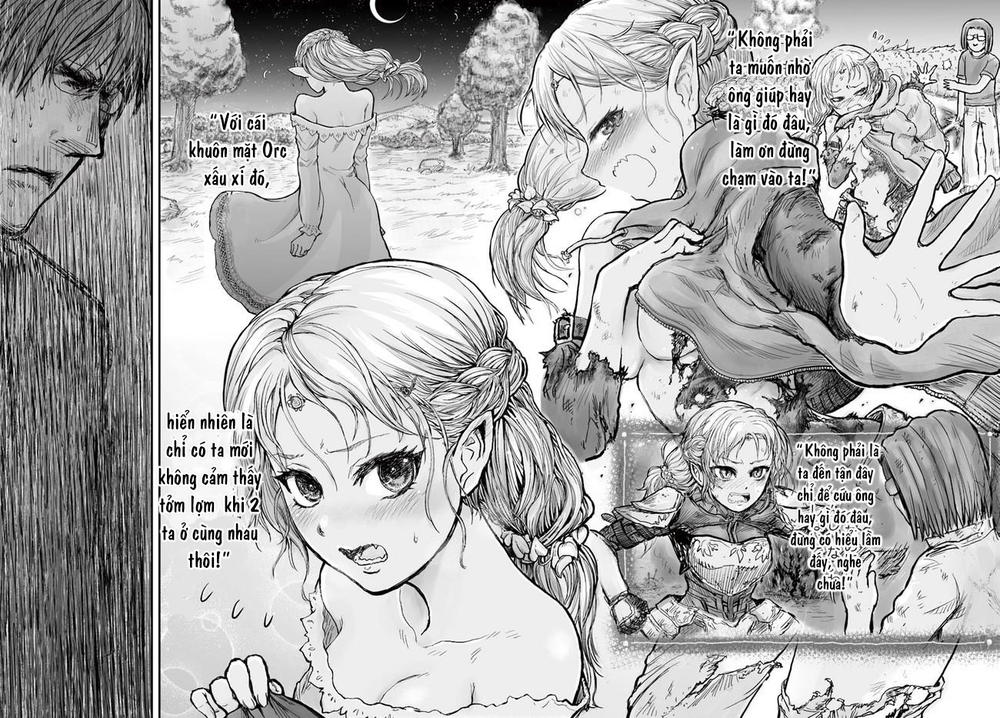 “Không phải
ta muốn nhờ
ông giúp hay
là gì đó đâu,
làm ơn đừng
chạm vào ta!”
“Không phải là
ta đến tận đây
chỉ để cứu ông
hay gì đó đâu,
đừng có hiểu lầm
đấy, nghe
chưa!”
“Với cái
khuôn mặt Orc
xấu xí đó,
hiển nhiên là
chỉ có ta mới
không cảm thấy
tởm lợm khi 2
ta ở cùng nhau
thôi!”